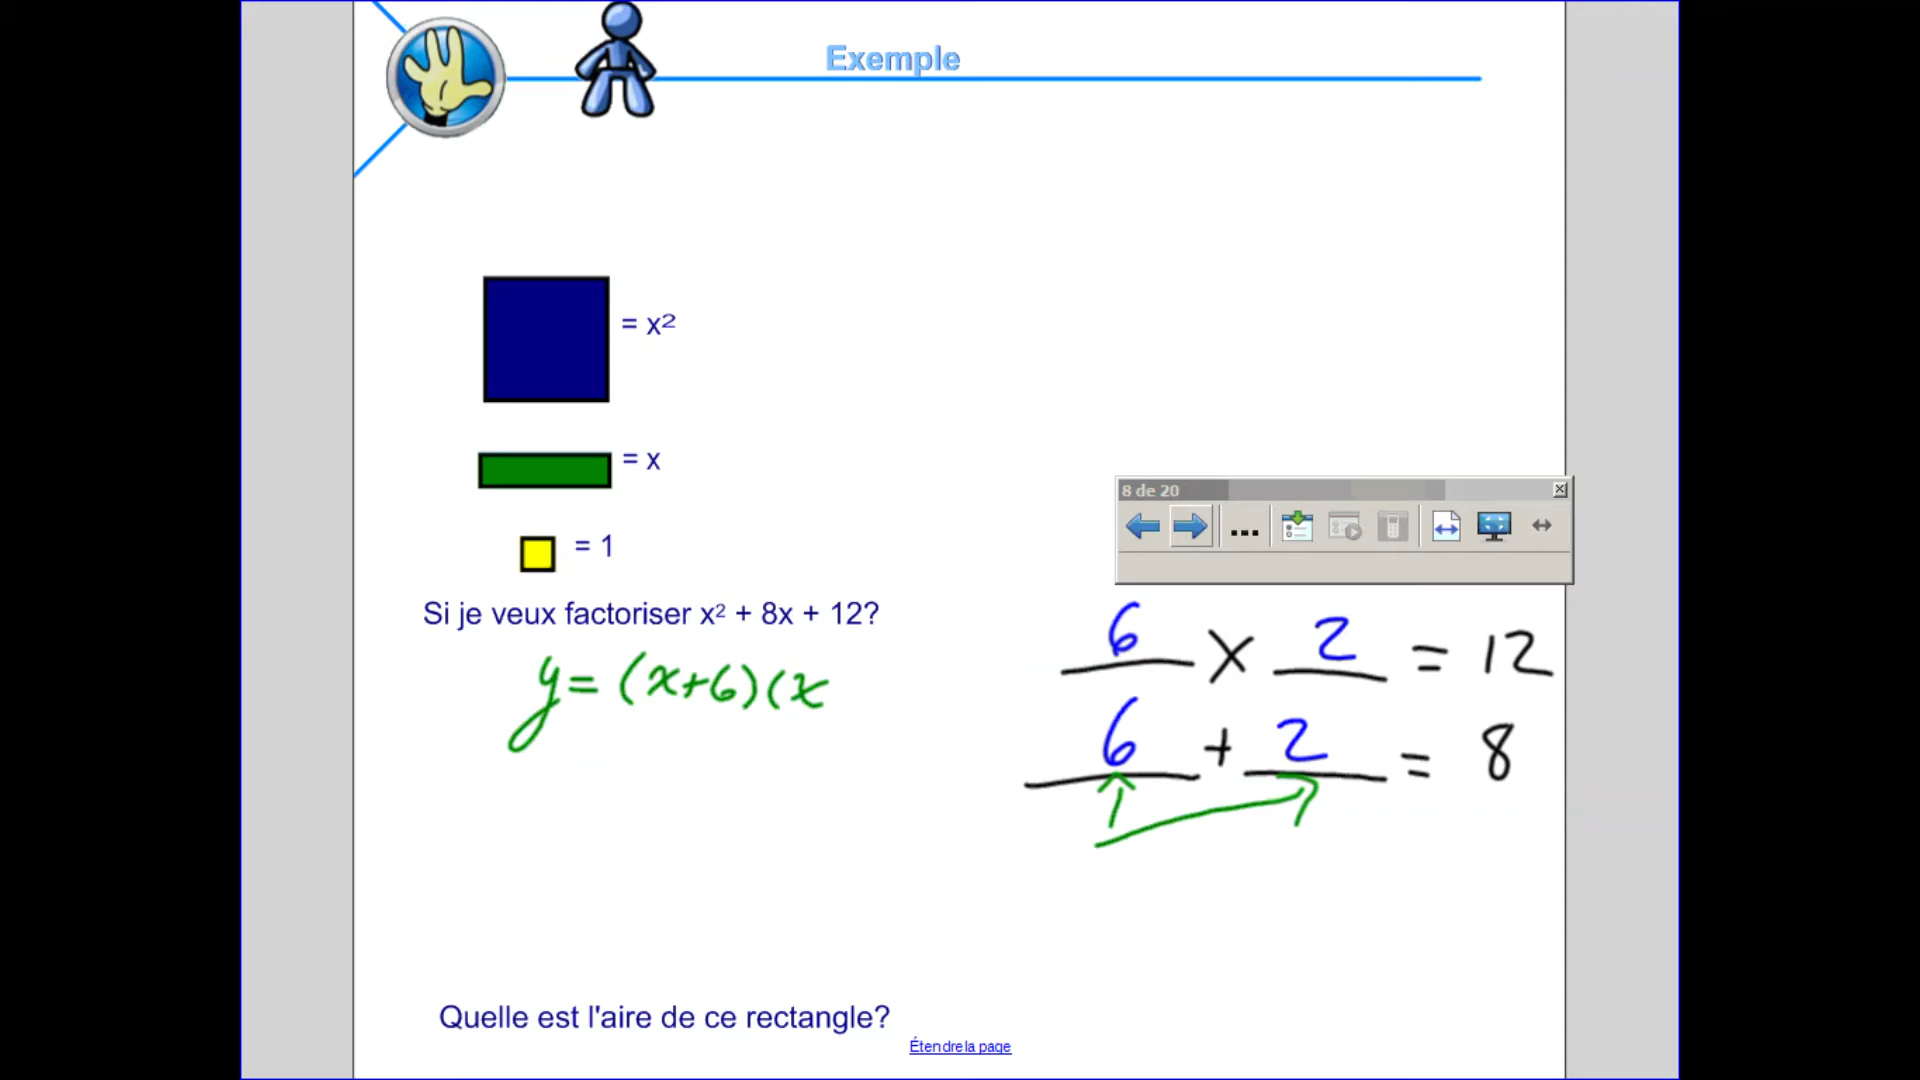 Exemple
= x²
= x
8 de 20
= 1
Si je veux factoriser x² + 8x + 12?
6 x 2 = 12
y = (x+6)(x
6 + 2 = 8
Quelle est l'aire de ce rectangle?
Étendre la page